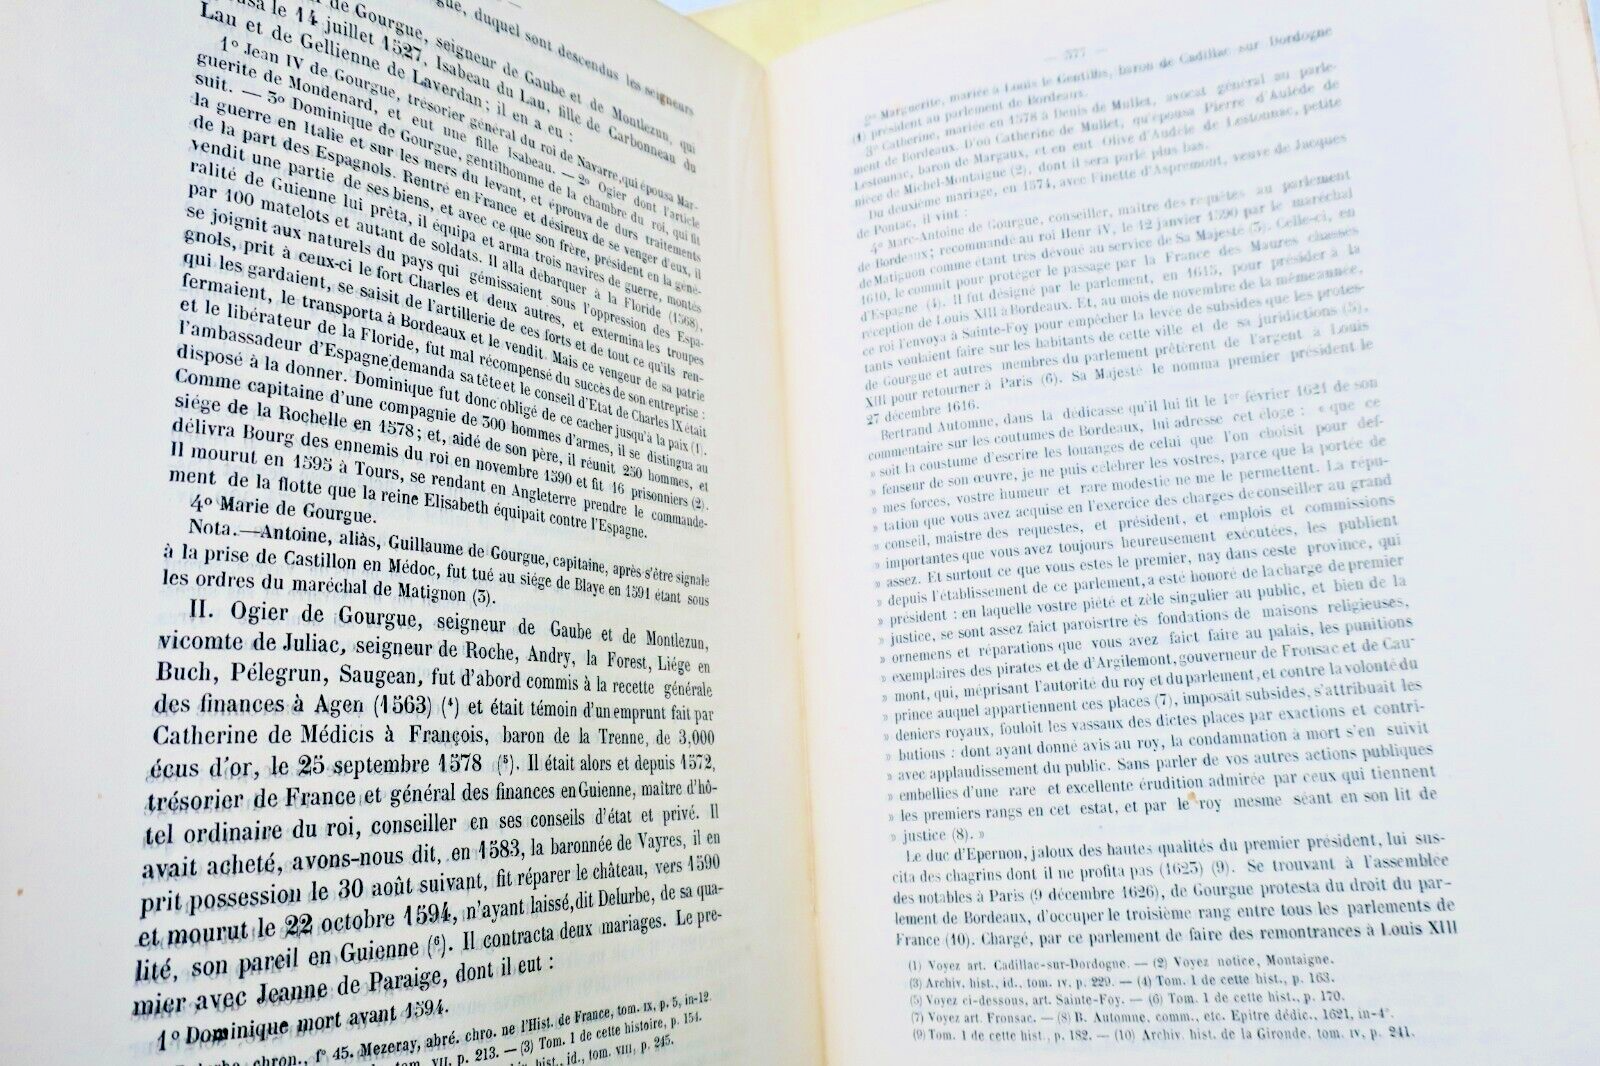 de Gourgue, seigneur de Gaube et de Montlezun, qui
gue, duquel sont descendus les seigneurs
le 14 juillet 1527, Isabeau du Lau, fille de Carbonneau du
Lau et de Gellienne de Laverdan; il en a eu :
1º Jean IV de Gourgue, trésorier général du roi de Navarre, qui épousa Mar-
guerite de Mondenard, et eut une fille Isabeau. — 2º Ogier dont l'article
suit. — 3º Dominique de Gourgue, gentilhomme de la chambre du roi, qui fit
la guerre en Italie et sur les mers du levant, et éprouva de durs traitements
de la part des Espagnols. Rentré en France et désireux de se venger d'eux, il
vendit une partie de ses biens, et avec ce que son frère, président en la géné-
ralité de Guienne lui prêta, il équipa et arma trois navires de guerre, montés
par 100 matelots et autant de soldats. Il alla débarquer à la Floride (1568),
se joignit aux naturels du pays qui gémissaient sous l'oppression des Espa-
gnols, prit à ceux-ci le fort Charles et deux autres, et extermina les troupes
qui les gardaient, se saisit de l'artillerie de ces forts et de tout ce qu'ils ren-
fermaient, le transporta à Bordeaux et le vendit. Mais ce vengeur de sa patrie
et le libérateur de la Floride, fut mal récompensé du succès de son entreprise :
l'ambassadeur d'Espagne demanda sa tête et le conseil d'Etat de Charles IX était
disposé à la donner. Dominique fut donc obligé de ce cacher jusqu'à la paix (1).
Comme capitaine d'une compagnie de 300 hommes d'armes, il se distingua au
siége de la Rochelle en 1578; et, aidé de son père, il réunit 250 hommes, et
délivra Bourg des ennemis du roi en novembre 1590 et fit 16 prisonniers (2).
Il mourut en 1595 à Tours, se rendant en Angleterre prendre le commande-
ment de la flotte que la reine Elisabeth équipait contre l'Espagne.
4º Marie de Gourgue.
Nota.—Antoine, aliàs, Guillaume de Gourgue, capitaine, après s'être signale
à la prise de Castillon en Médoc, fut tué au siége de Blaye en 1591 étant sous
les ordres du maréchal de Matignon (3).
II. Ogier de Gourgue, seigneur de Gaube et de Montlezun,
vicomte de Juliac, seigneur de Roche, Andry, la Forest, Liége en
Buch, Pélegrun, Saugean, fut d'abord commis à la recette générale
des finances à Agen (1563) (4) et était témoin d'un emprunt fait par
Catherine de Médicis à François, baron de la Trenne, de 3,000
écus d'or, le 25 septembre 1578 (5). Il était alors et depuis 1572,
trésorier de France et général des finances en Guienne, maître d'hô-
tel ordinaire du roi, conseiller en ses conseils d'état et privé. Il
avait acheté, avons-nous dit, en 1583, la baronnée de Vayres, il en
prit possession le 30 août suivant, fit réparer le château, vers 1590
et mourut le 22 octobre 1594, n'ayant laissé, dit Delurbe, de sa qua-
lité, son pareil en Guienne (6). Il contracta deux mariages. Le pre-
mier avec Jeanne de Paraige, dont il eut :
1º Dominique mort avant 1594.
chron., fº 45. Mezeray, abré. chro. ne l'Hist. de France, tom. IX, p. 5, in-12.
tom. VII, p. 213. — (3) Tom. I de cette histoire, p. 154.
hist., id., tom. VIII, p. 245.
— 577 —
2º Marguerite, mariée à Louis le Gentilhs, baron de Cadillac sur Dordogne
(1) président au parlement de Bordeaux.
3º Catherine, mariée en 1578 à Denis de Mullet, avocat général au parle-
ment de Bordeaux. D'ou Catherine de Mullet, qu'épousa Pierre d'Aulède de
Lestonnac, baron de Margaux, et en eut Olive d'Audèle de Lestonnac, petite
nièce de Michel-Montaigne (2), dont il sera parlé plus bas.
Du deuxième mariage, en 1574, avec Finette d'Aspremont, veuve de Jacques
de Pontac, il vint :
4º Marc-Antoine de Gourgue, conseiller, maître des requêtes au parlement
de Bordeaux; recommandé au roi Henr IV, le 12 janvier 1590 par le maréchal
de Matignon comme étant très dévoué au service de Sa Majesté (3). Celle-ci, en
1610, le commit pour protéger le passage par la France des Maures chasses
d'Espagne (4). Il fut désigné par le parlement, en 1615, pour présider à la
réception de Louis XIII à Bordeaux. Et, au mois de novembre de la même année,
ce roi l'envoya à Sainte-Foy pour empêcher la levée de subsides que les protes-
tants voulaient faire sur les habitants de cette ville et de sa juridictions (5),
de Gourgue et autres membres du parlement prêtèrent de l'argent à Louis
XIII pour retourner à Paris (6). Sa Majesté le nomma premier président le
27 décembre 1616.
Bertrand Automne, dans la dédicasse qu'il lui fit le 1er février 1621 de son
commentaire sur les coutumes de Bordeaux, lui adresse cet éloge : « que ce
» soit la coustume d'escrire les louanges de celui que l'on choisit pour def-
» fenseur de son œuvre, je ne puis célébrer les vostres, parce que la portée de
» mes forces, vostre humeur et rare modestie ne me le permettent. La répu-
» tation que vous avez acquise en l'exercice des charges de conseiller au grand
» conseil, maistre des requestes, et président, et emplois et commissions
» importantes que vous avez toujours heureusement exécutées, les publient
» assez. Et surtout ce que vous estes le premier, nay dans ceste province, qui
» depuis l'établissement de ce parlement, a esté honoré de la charge de premier
» président : en laquelle vostre piété et zèle singulier au public, et bien de la
» justice, se sont assez faict paroisrtre ès fondations de maisons religieuses,
» ornemens et réparations que vous avez faict faire au palais, les punitions
» exemplaires des pirates et de d'Argilemont, gouverneur de Fronsac et de Cau-
» mont, qui, méprisant l'autorité du roy et du parlement, et contre la volonté du
» prince auquel appartiennent ces places (7), imposait subsides, s'attribuait les
» deniers royaux, fouloit les vassaux des dictes places par exactions et contri-
» butions : dont ayant donné avis au roy, la condamnation à mort s'en suivit
» avec applaudissement du public. Sans parler de vos autres actions publiques
» embellies d'une rare et excellente érudition admirée par ceux qui tiennent
» les premiers rangs en cet estat, et par le roy mesme séant en son lit de
» justice (8). »
Le duc d'Epernon, jaloux des hautes qualités du premier président, lui sus-
cita des chagrins dont il ne profita pas (1623) (9). Se trouvant à l'assemblée
des notables à Paris (9 décembre 1626), de Gourgue protesta du droit du par-
lement de Bordeaux, d'occuper le troisième rang entre tous les parlements de
France (10). Chargé, par ce parlement de faire des remontrances à Louis XIII
(1) Voyez art. Cadillac-sur-Dordogne. — (2) Voyez notice, Montaigne.
(3) Archiv. hist., id., tom. IV. p. 229. — (4) Tom. I de cette hist., p. 163.
(5) Voyez ci-dessous, art. Sainte-Foy. — (6) Tom. I de cette hist., p. 170.
(7) Voyez art. Fronsac. — (8) B. Automne, comm., etc. Epitre dédic., 1621, in-4º.
(9) Tom. I de cette hist., p. 182. — (10) Archiv. hist. de la Gironde, tom. IV, p. 241.